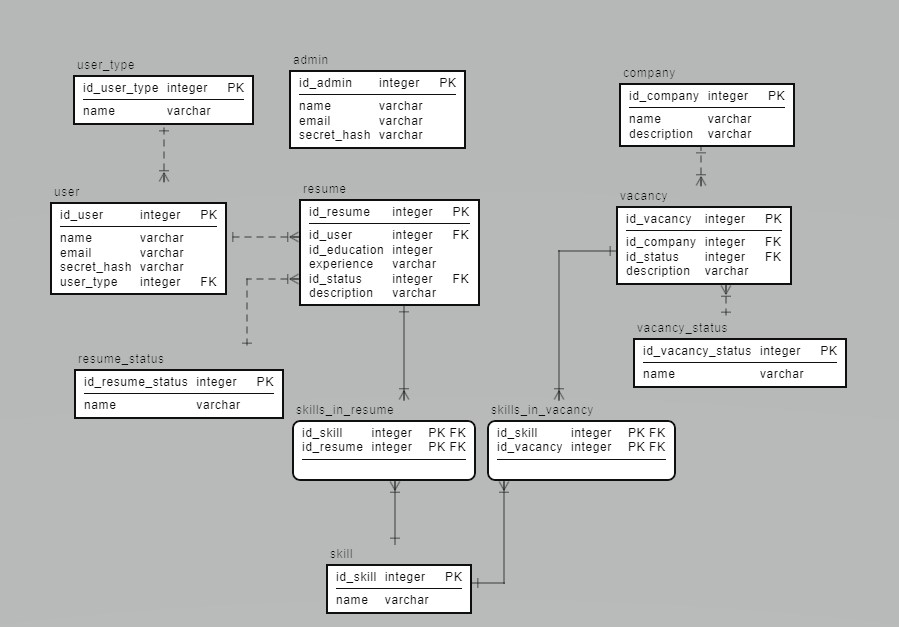 user_type
id_user_type integer PK
name varchar
admin
id_admin integer PK
name varchar
email varchar
secret_hash varchar
company
id_company integer PK
name varchar
description varchar
user
id_user integer PK
name varchar
email varchar
secret_hash varchar
user_type integer FK
resume
id_resume integer PK
id_user integer FK
id_education integer
experience varchar
id_status integer FK
description varchar
vacancy
id_vacancy integer PK
id_company integer FK
id_status integer FK
description varchar
resume_status
id_resume_status integer PK
name varchar
vacancy_status
id_vacancy_status integer PK
name varchar
skills_in_resume
id_skill integer PK FK
id_resume integer PK FK
skills_in_vacancy
id_skill integer PK FK
id_vacancy integer PK FK
skill
id_skill integer PK
name varchar